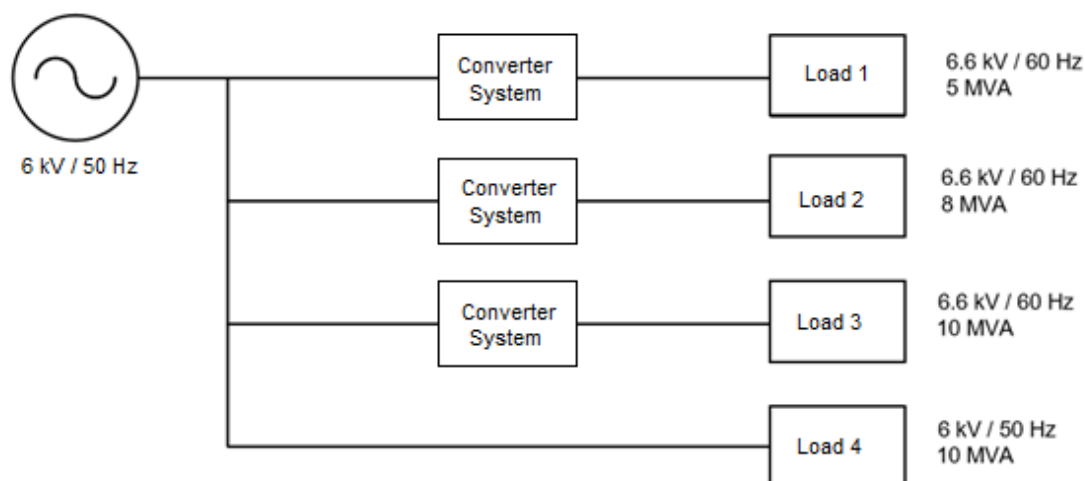 6 kV / 50 Hz
Converter
System
Load 1
6.6 kV / 60 Hz
5 MVA
Converter
System
Load 2
6.6 kV / 60 Hz
8 MVA
Converter
System
Load 3
6.6 kV / 60 Hz
10 MVA
Load 4
6 kV / 50 Hz
10 MVA